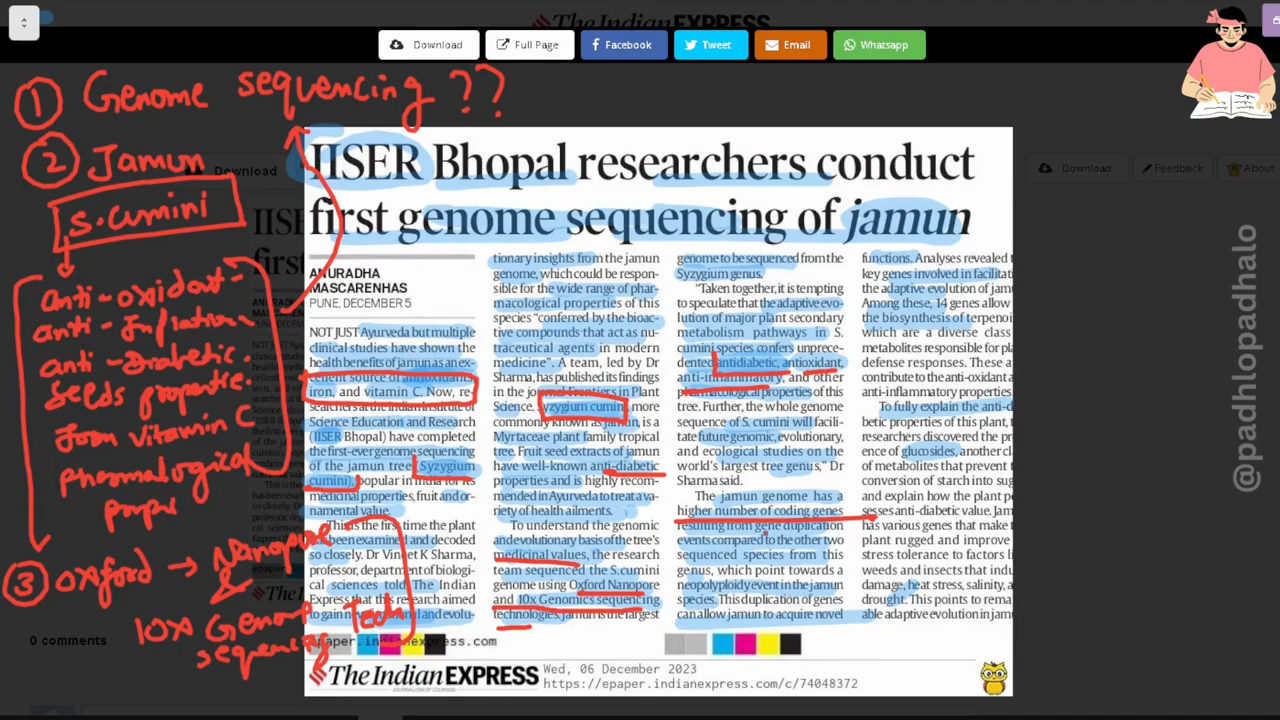 The Indian EXPRESS
Download
Full Page
Facebook
Tweet
Email
Whatsapp
① Genome sequencing ??
② Jamun
S. cumini
anti-oxidant-
anti-Inflation
anti-Diabetic.
Seeds propertie.
Iron vitamin C
pharmalogical
prope
③ oxford → Nanopore
&
10x Genom Tech
sequencing
Download
Download
Feedback
About
@padhlopadhalo
0 comments
IISER Bhopal researchers conduct
first genome sequencing of jamun
ANURADHA
MASCARENHAS
PUNE, DECEMBER 5
NOT JUST Ayurveda but multiple
clinical studies have shown the
health benefits of jamun as an ex-
cellent source of antioxidants,
iron, and vitamin C. Now, re-
searchers at the Indian Institute of
Science Education and Research
(IISER Bhopal) have completed
the first-ever genome sequencing
of the jamun tree (Syzygium
cumini), popular in India for its
medicinal properties, fruit and or-
namental value.
This is the first time the plant
has been examined and decoded
so closely. Dr Vineet K Sharma,
professor, department of biologi-
cal sciences told The Indian
Express that this research aimed
to gain and evolu-
tionary insights from the jamun
genome, which could be respon-
sible for the wide range of phar-
macological properties of this
species "conferred by the bioac-
tive compounds that act as nu-
traceutical agents in modern
medicine". A team, led by Dr
Sharma, has published its findings
in the journal Frontiers in Plant
Science. Syzygium cumini, more
commonly known as jamun, is a
Myrtaceae plant family tropical
tree. Fruit seed extracts of jamun
have well-known anti-diabetic
properties and is highly recom-
mended in Ayurveda to treat a va-
riety of health ailments.
To understand the genomic
and evolutionary basis of the tree's
medicinal values, the research
team sequenced the S.cumini
genome using Oxford Nanopore
and 10x Genomics sequencing
technologies. Jamun is the largest
genome to be sequenced from the
Syzygium genus.
"Taken together, it is tempting
to speculate that the adaptive evo-
lution of major plant secondary
metabolism pathways in S.
cumini species confers unprece-
dented antidiabetic, antioxidant,
anti-inflammatory, and other
pharmacological properties of this
tree. Further, the whole genome
sequence of S. cumini will facili-
tate future genomic, evolutionary,
and ecological studies on the
world's largest tree genus," Dr
Sharma said.
The jamun genome has a
higher number of coding genes
resulting from gene duplication
events compared to the other two
sequenced species from this
genus, which point towards a
neopolyploidy event in the jamun
species. This duplication of genes
can allow jamun to acquire novel
functions. Analyses revealed t
key genes involved in facilitat
the adaptive evolution of jamu
Among these, 14 genes allow
the biosynthesis of terpenoi
which are a diverse class
metabolites responsible for pl
defense responses. These a
contribute to the anti-oxidant a
anti-inflammatory properties.
To fully explain the anti-d
betic properties of this plant, t
researchers discovered the pr
ence of glucosides, another cla
of metabolites that prevent t
conversion of starch into sug
and explain how the plant p
sesses anti-diabetic value. Jam
has various genes that make t
plant rugged and improve
stress tolerance to factors li
weeds and insects that indu
damage, heat stress, salinity, a
drought. This points to remar
able adaptive evolution in jamu
epaper.indianexpress.com
The Indian EXPRESS
JOURNALISM OF COURAGE
Wed, 06 December 2023
https://epaper.indianexpress.com/c/74048372